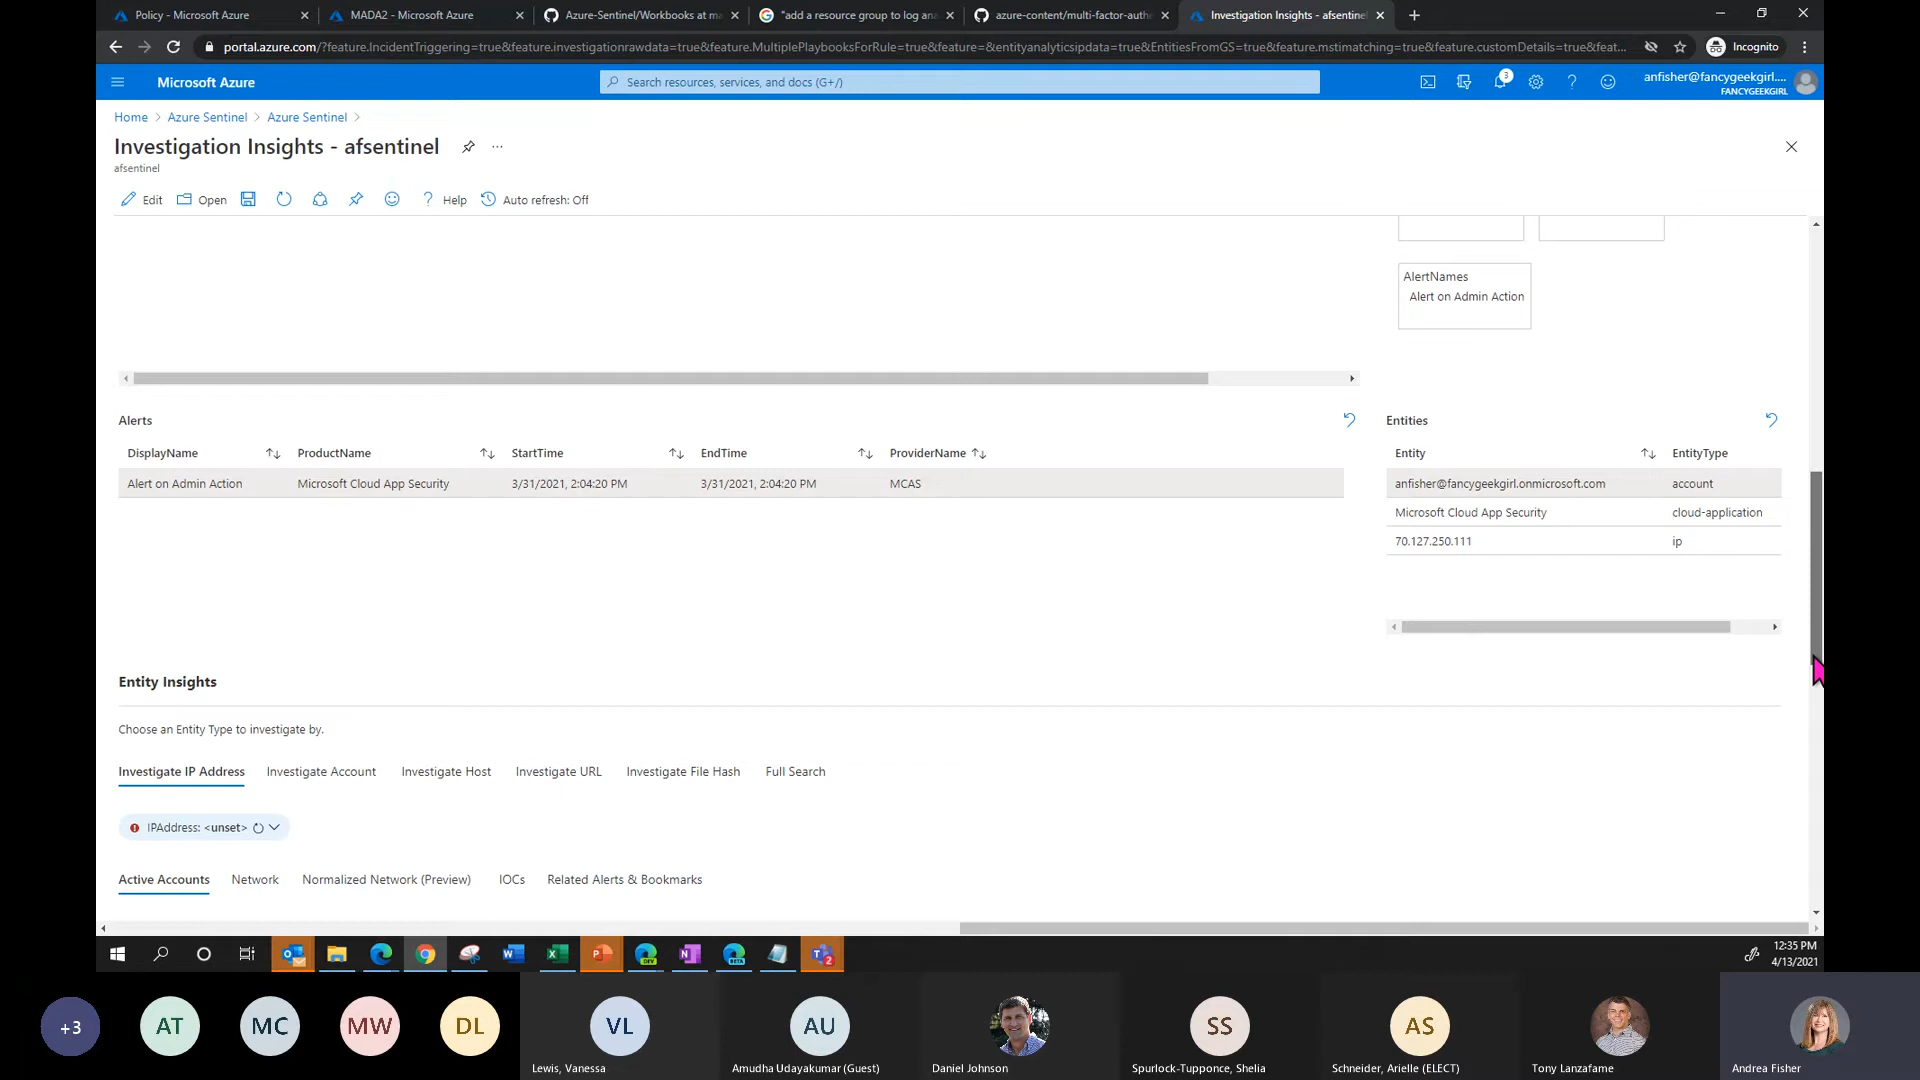 Policy - Microsoft Azure
MADA2 - Microsoft Azure
Azure-Sentinel/Workbooks at ma
"add a resource group to log ana
azure-content/multi-factor-authe
Investigation Insights - afsentinel
portal.azure.com/?feature.IncidentTriggering=true&feature.investigationrawdata=true&feature.MultiplePlaybooksForRule=true&feature=&entityanalyticsipdata=true&EntitiesFromGS=true&feature.mstimatching=true&feature.customDetails=true&feat...
Incognito
Microsoft Azure
Search resources, services, and docs (G+/)
3
anfisher@fancygeekgirl....
FANCYGEEKGIRL
Home > Azure Sentinel > Azure Sentinel >
Investigation Insights - afsentinel ...
afsentinel
Edit Open ? Help Auto refresh: Off
AlertNames
Alert on Admin Action
Alerts
DisplayName ProductName StartTime EndTime ProviderName
Alert on Admin Action Microsoft Cloud App Security 3/31/2021, 2:04:20 PM 3/31/2021, 2:04:20 PM MCAS
Entities
Entity EntityType
anfisher@fancygeekgirl.onmicrosoft.com account
Microsoft Cloud App Security cloud-application
70.127.250.111 ip
Entity Insights
Choose an Entity Type to investigate by.
Investigate IP Address Investigate Account Investigate Host Investigate URL Investigate File Hash Full Search
IPAddress: <unset>
Active Accounts Network Normalized Network (Preview) IOCs Related Alerts & Bookmarks
12:35 PM
4/13/2021
+3 AT MC MW DL VL AU SS AS
Lewis, Vanessa
Amudha Udayakumar (Guest)
Daniel Johnson
Spurlock-Tupponce, Shelia
Schneider, Arielle (ELECT)
Tony Lanzafame
Andrea Fisher